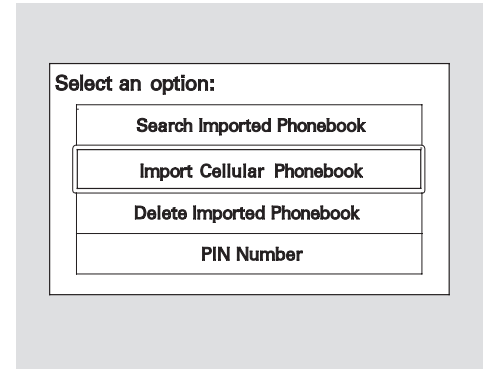 Select an option:
Search Imported Phonebook
Import Cellular Phonebook
Delete Imported Phonebook
PIN Number